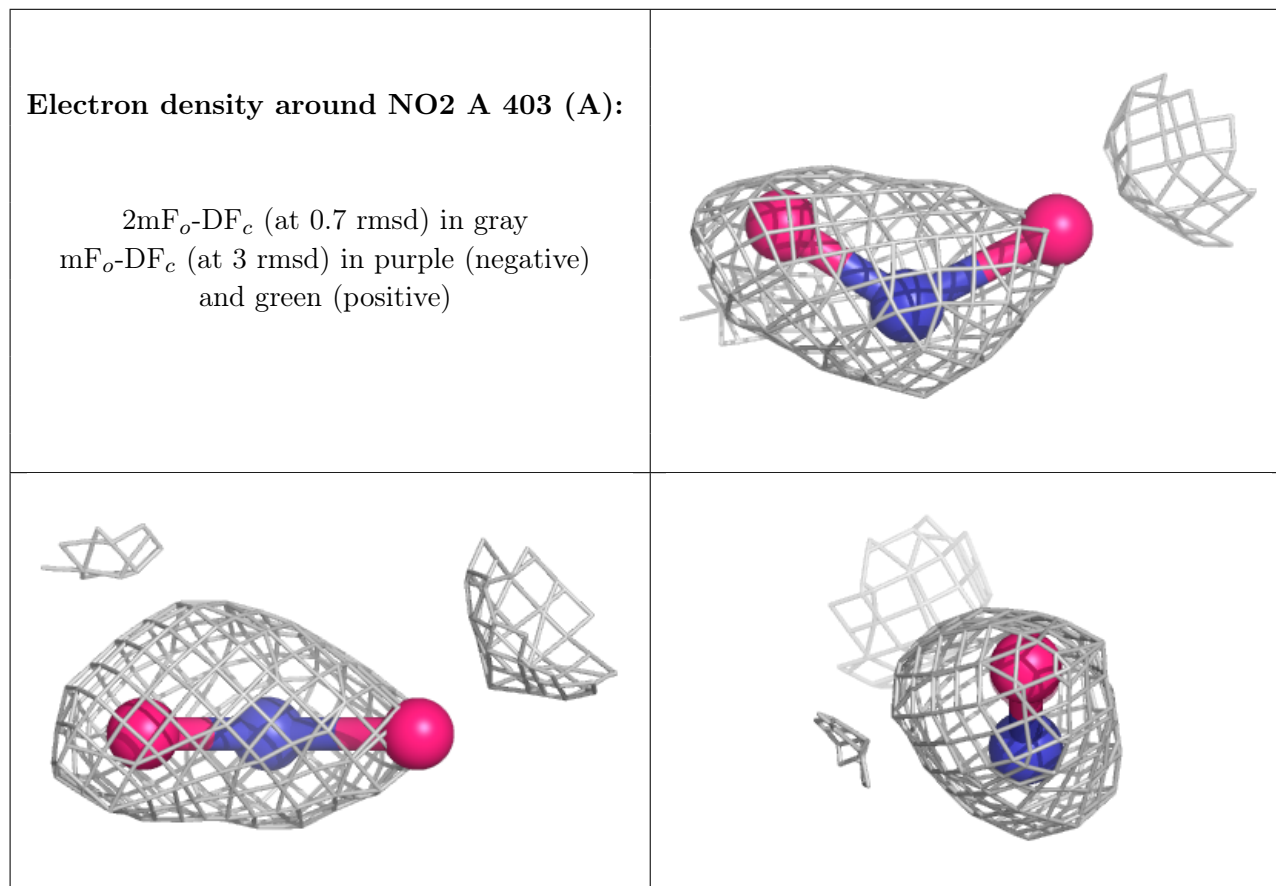 Electron density around NO2 A 403 (A):
2mFo-DFc (at 0.7 rmsd) in gray
mFo-DFc (at 3 rmsd) in purple (negative)
and green (positive)